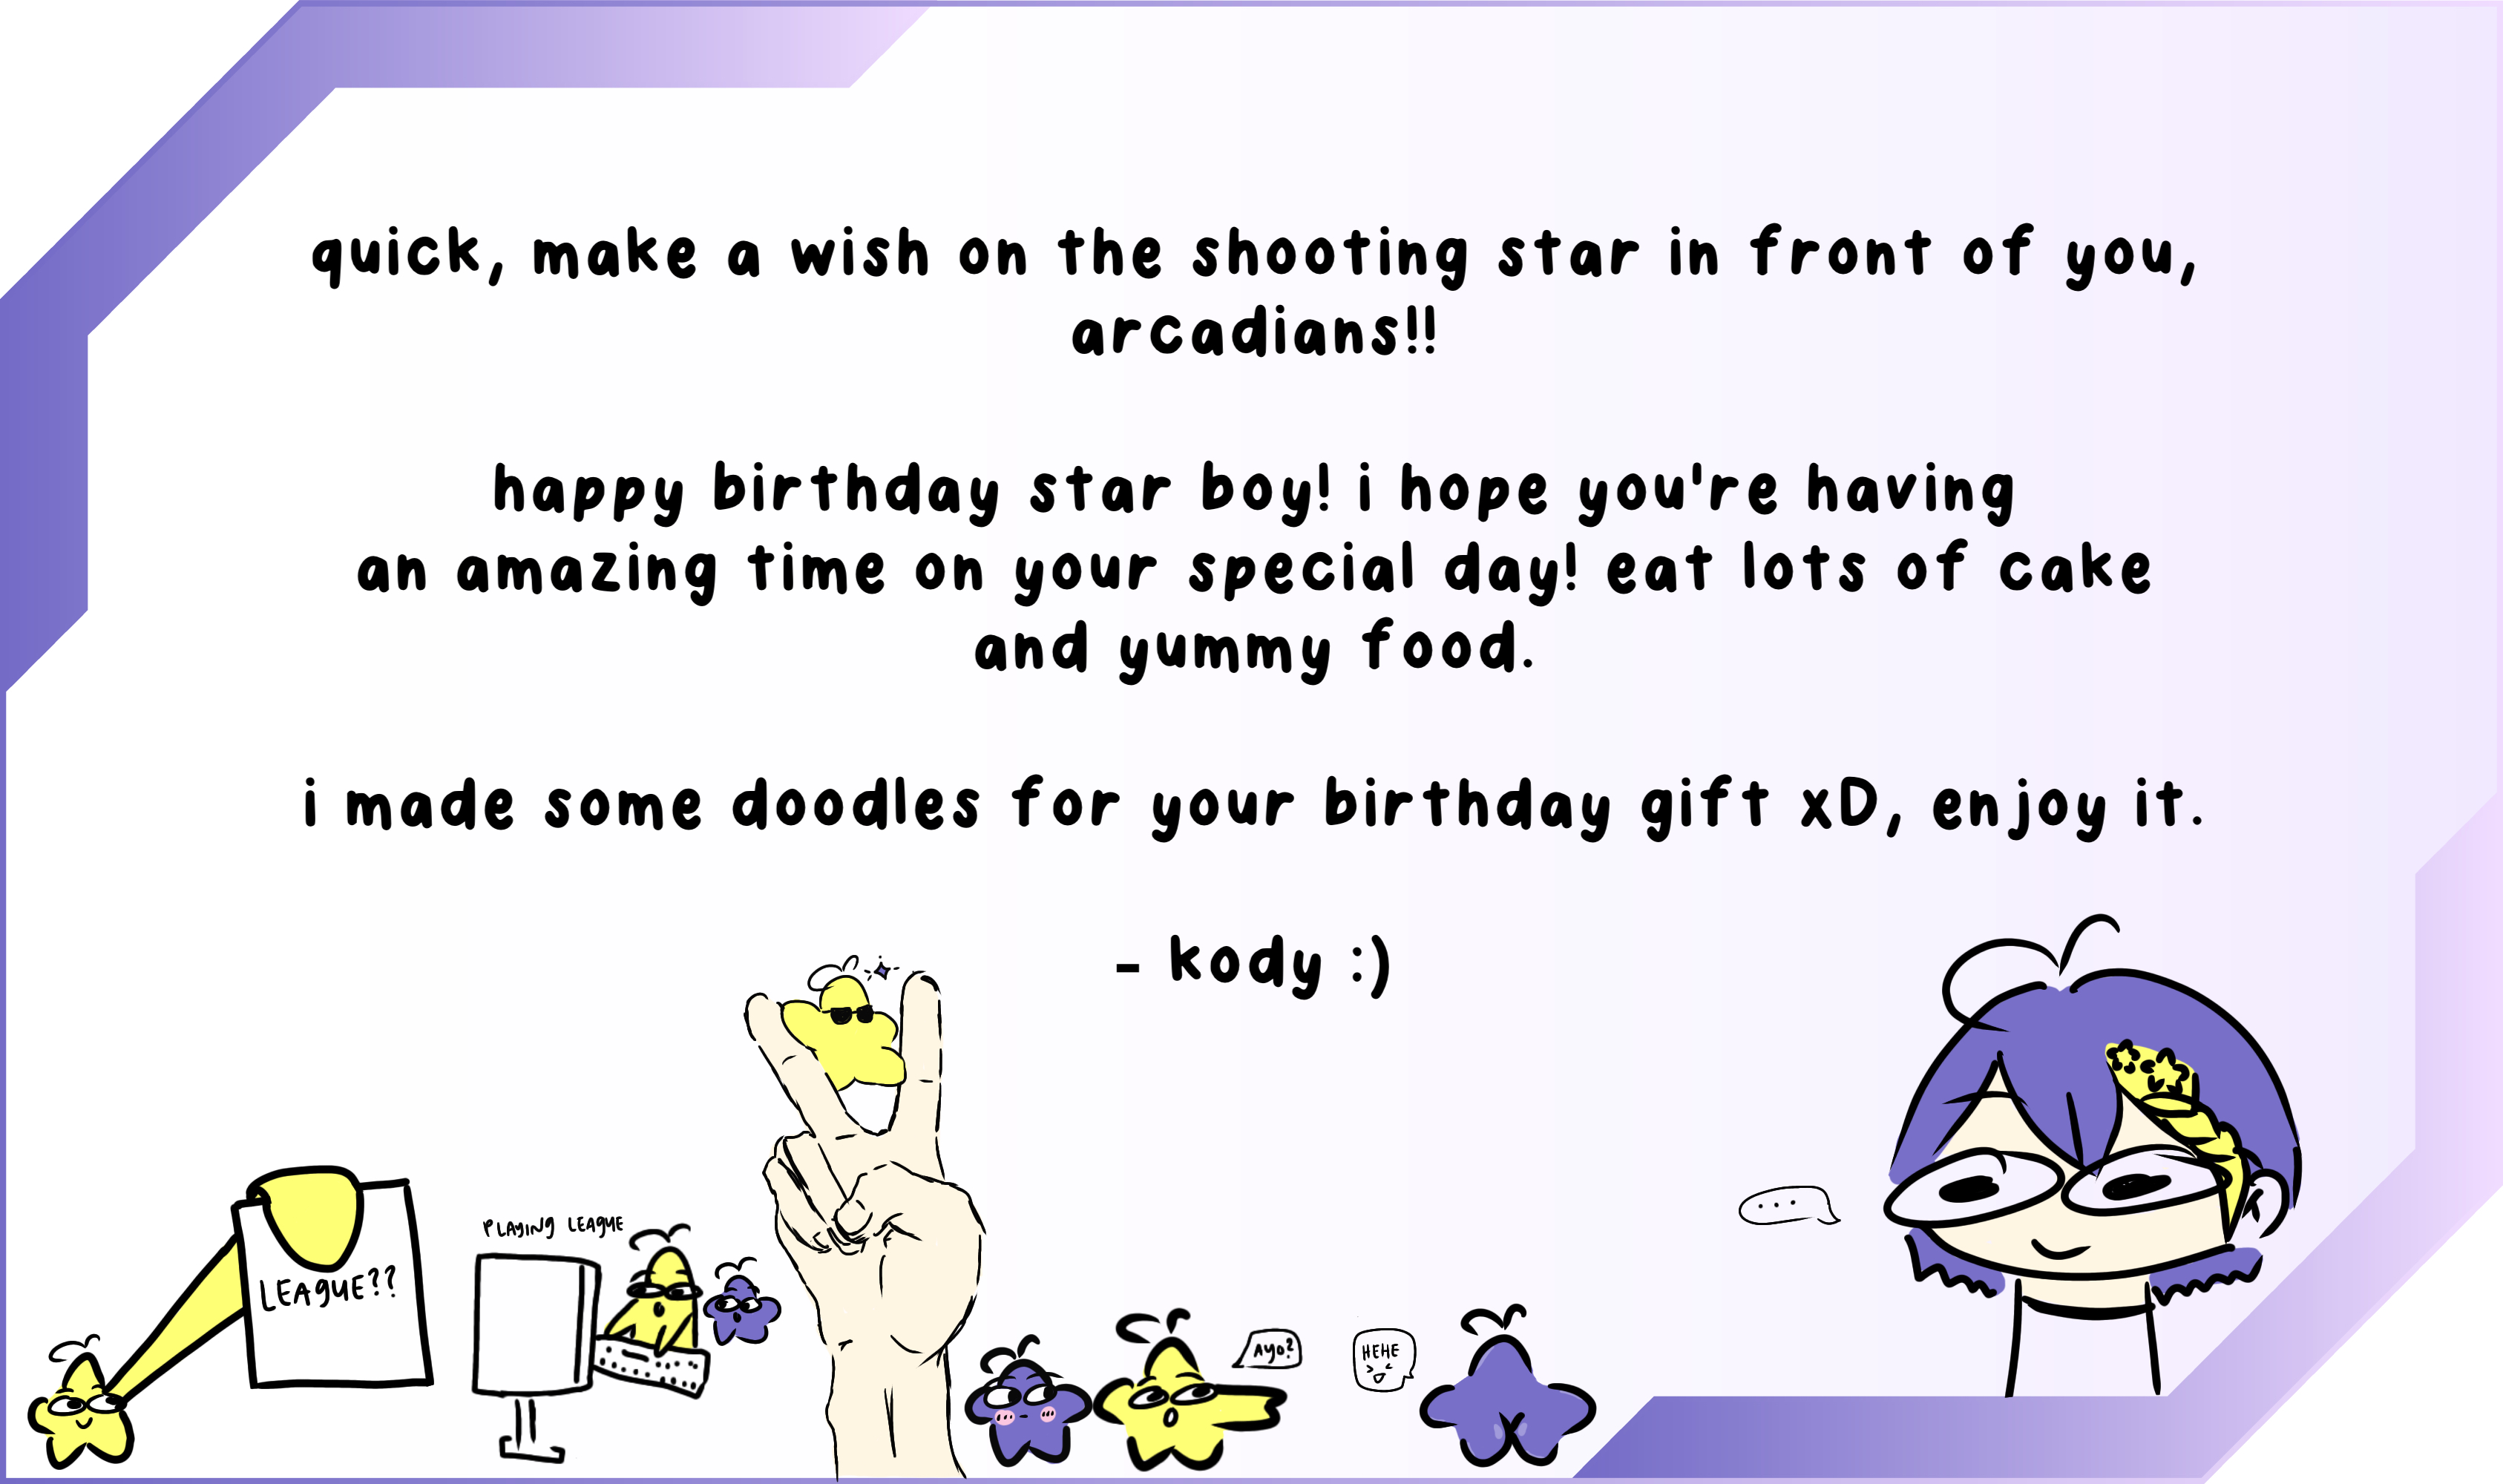 quick, make a wish on the shooting star in front of you,
arcadians!!
happy birthday star boy! i hope you're having
an amazing time on your special day! eat lots of cake
and yummy food.
i made some doodles for your birthday gift xD, enjoy it.
- kody :)
LEAGUE??
PLAYING LEAGUE
AYO?
HEHE
...